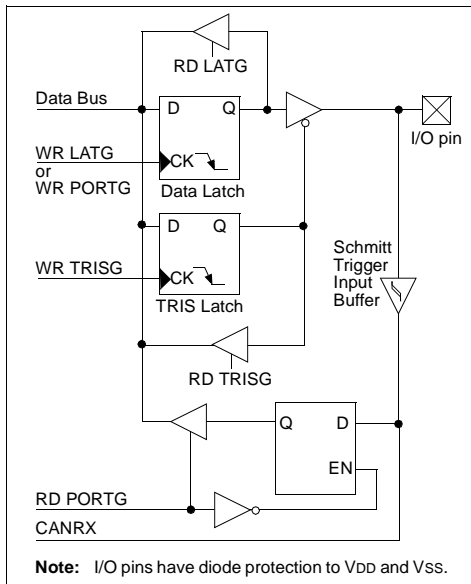 RD LATG
Data Bus
D Q
I/O pin
WR LATG
or
WR PORTG
CK
Data Latch
D Q
WR TRISG
CK
TRIS Latch
Schmitt
Trigger
Input
Buffer
RD TRISG
Q D
EN
RD PORTG
CANRX
Note: I/O pins have diode protection to VDD and VSS.